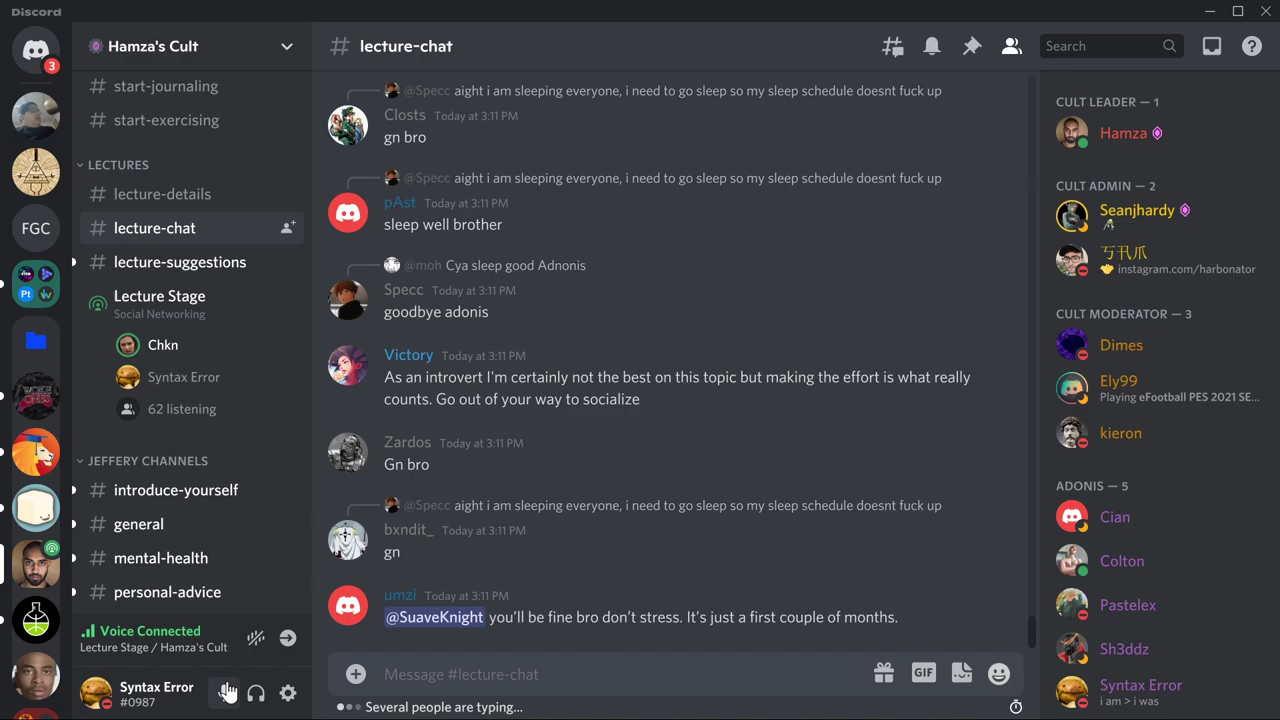 Discord
3
Hamza's Cult
start-journaling
start-exercising
LECTURES
lecture-details
lecture-chat
lecture-suggestions
Lecture Stage
Social Networking
Chkn
Syntax Error
62 listening
JEFFERY CHANNELS
introduce-yourself
general
mental-health
personal-advice
Voice Connected
Lecture Stage / Hamza's Cult
Syntax Error
#0987
FGC
# lecture-chat
Search
@Specc aight i am sleeping everyone, i need to go sleep so my sleep schedule doesnt fuck up
Closts Today at 3:11 PM
gn bro
@Specc aight i am sleeping everyone, i need to go sleep so my sleep schedule doesnt fuck up
pAst Today at 3:11 PM
sleep well brother
@moh Cya sleep good Adnonis
Specc Today at 3:11 PM
goodbye adonis
Victory Today at 3:11 PM
As an introvert I'm certainly not the best on this topic but making the effort is what really
counts. Go out of your way to socialize
Zardos Today at 3:11 PM
Gn bro
@Specc aight i am sleeping everyone, i need to go sleep so my sleep schedule doesnt fuck up
bxndit_ Today at 3:11 PM
gn
umzi Today at 3:11 PM
@SuaveKnight you'll be fine bro don't stress. It's just a first couple of months.
Message #lecture-chat
GIF
Several people are typing...
CULT LEADER — 1
Hamza
CULT ADMIN — 2
Seanjhardy
instagram.com/harbonator
CULT MODERATOR — 3
Dimes
Ely99
Playing eFootball PES 2021 SE...
kieron
ADONIS — 5
Cian
Colton
Pastelex
Sh3ddz
Syntax Error
i am > i was